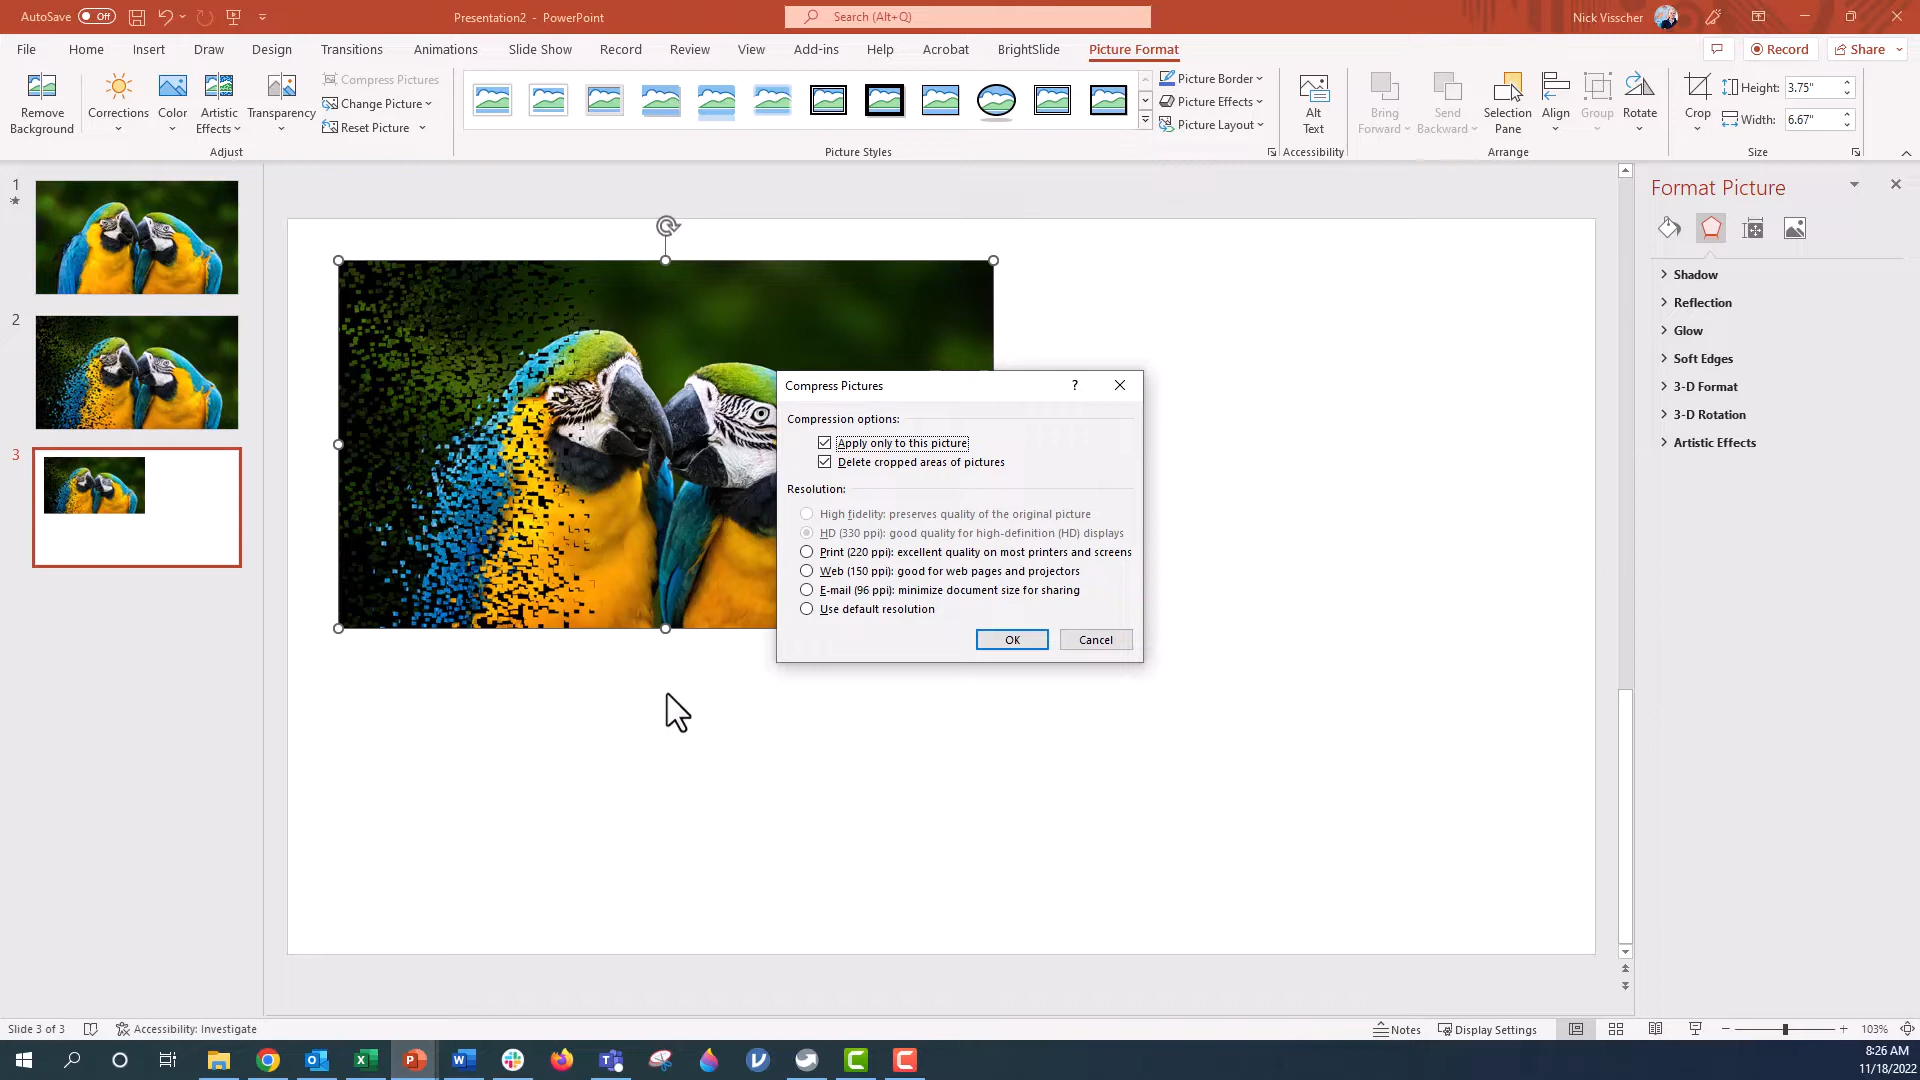 AutoSave Off
Presentation2 - PowerPoint
Search (Alt+Q)
Nick Visscher
File Home Insert Draw Design Transitions Animations Slide Show Record Review View Add-ins Help Acrobat BrightSlide Picture Format
Record
Share
Remove Background
Corrections
Color
Artistic Effects
Transparency
Compress Pictures
Change Picture
Reset Picture
Adjust
Picture Styles
Picture Border
Picture Effects
Picture Layout
Alt Text
Accessibility
Bring Forward
Send Backward
Selection Pane
Align
Group
Rotate
Arrange
Crop
Height: 3.75"
Width: 6.67"
Size
1
2
3
Compress Pictures
?
Compression options:
Apply only to this picture
Delete cropped areas of pictures
Resolution:
High fidelity: preserves quality of the original picture
HD (330 ppi): good quality for high-definition (HD) displays
Print (220 ppi): excellent quality on most printers and screens
Web (150 ppi): good for web pages and projectors
E-mail (96 ppi): minimize document size for sharing
Use default resolution
OK
Cancel
Format Picture
Shadow
Reflection
Glow
Soft Edges
3-D Format
3-D Rotation
Artistic Effects
Slide 3 of 3
Accessibility: Investigate
Notes
Display Settings
103%
8:26 AM
11/18/2022